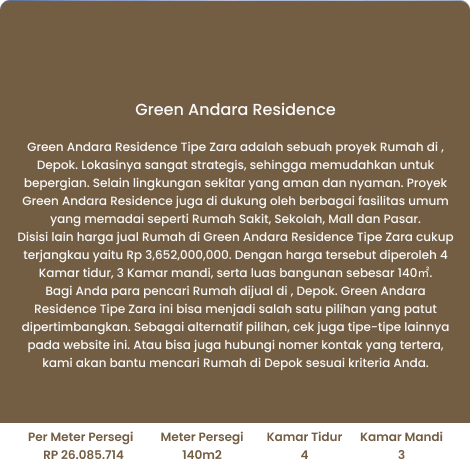 Green Andara Residence
Green Andara Residence Tipe Zara adalah sebuah proyek Rumah di ,
Depok. Lokasinya sangat strategis, sehingga memudahkan untuk
bepergian. Selain lingkungan sekitar yang aman dan nyaman. Proyek
Green Andara Residence juga di dukung oleh berbagai fasilitas umum
yang memadai seperti Rumah Sakit, Sekolah, Mall dan Pasar.
Disisi lain harga jual Rumah di Green Andara Residence Tipe Zara cukup
terjangkau yaitu Rp 3,652,000,000. Dengan harga tersebut diperoleh 4
Kamar tidur, 3 Kamar mandi, serta luas bangunan sebesar 140㎡.
Bagi Anda para pencari Rumah dijual di , Depok. Green Andara
Residence Tipe Zara ini bisa menjadi salah satu pilihan yang patut
dipertimbangkan. Sebagai alternatif pilihan, cek juga tipe-tipe lainnya
pada website ini. Atau bisa juga hubungi nomor kontak yang tertera,
kami akan bantu mencari Rumah di Depok sesuai kriteria Anda.
Per Meter Persegi Meter Persegi Kamar Tidur Kamar Mandi
RP 26.085.714 140m2 4 3